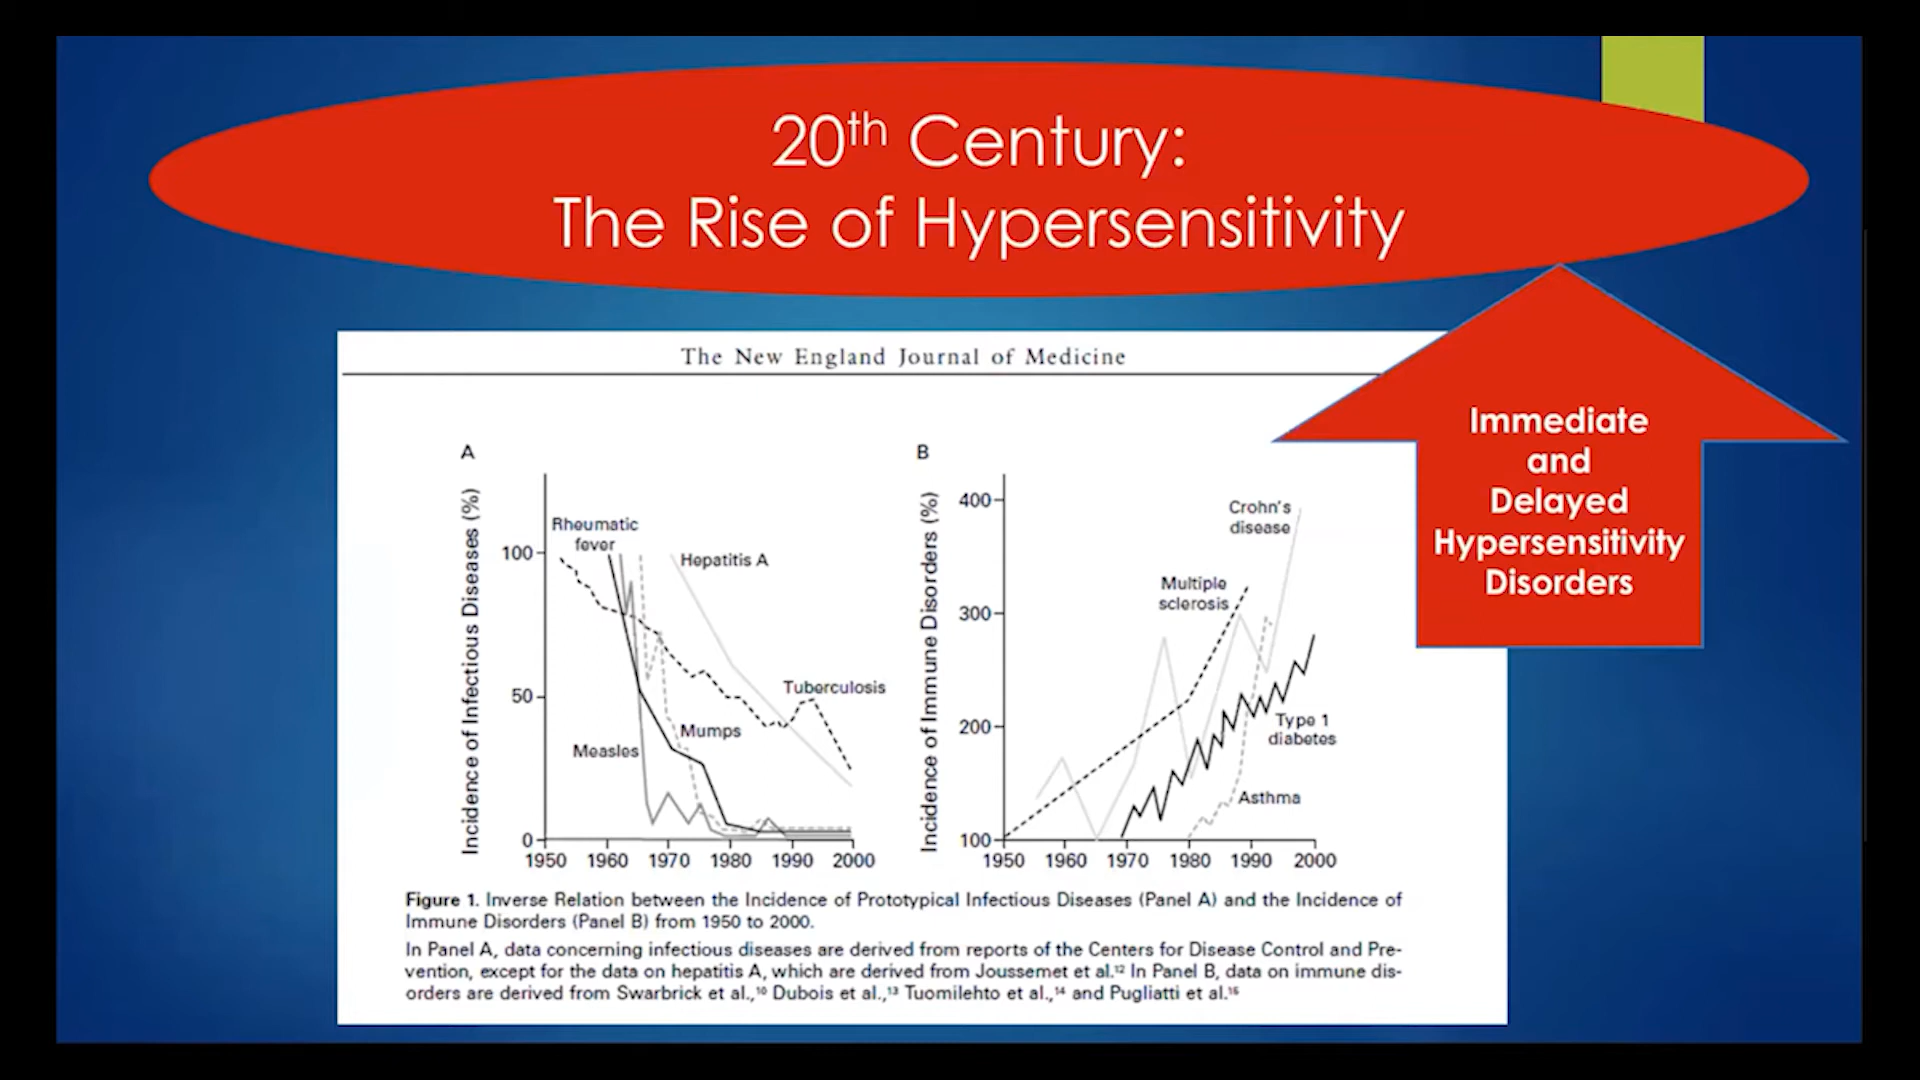 20th Century:
The Rise of Hypersensitivity
The New England Journal of Medicine
Immediate
and
Delayed
Hypersensitivity
Disorders
A
Incidence of Infectious Diseases (%)
100
50
0
Rheumatic
fever
Hepatitis A
Tuberculosis
Mumps
Measles
1950 1960 1970 1980 1990 2000
B
Incidence of Immune Disorders (%)
400
300
200
100
Crohn's
disease
Multiple
sclerosis
Type 1
diabetes
Asthma
1950 1960 1970 1980 1990 2000
Figure 1. Inverse Relation between the Incidence of Prototypical Infectious Diseases (Panel A) and the Incidence of
Immune Disorders (Panel B) from 1950 to 2000.
In Panel A, data concerning infectious diseases are derived from reports of the Centers for Disease Control and Pre-
vention, except for the data on hepatitis A, which are derived from Joussemet et al.¹² In Panel B, data on immune dis-
orders are derived from Swarbrick et al.,¹⁰ Dubois et al.,¹³ Tuomilehto et al.,¹⁴ and Pugliatti et al.¹⁵